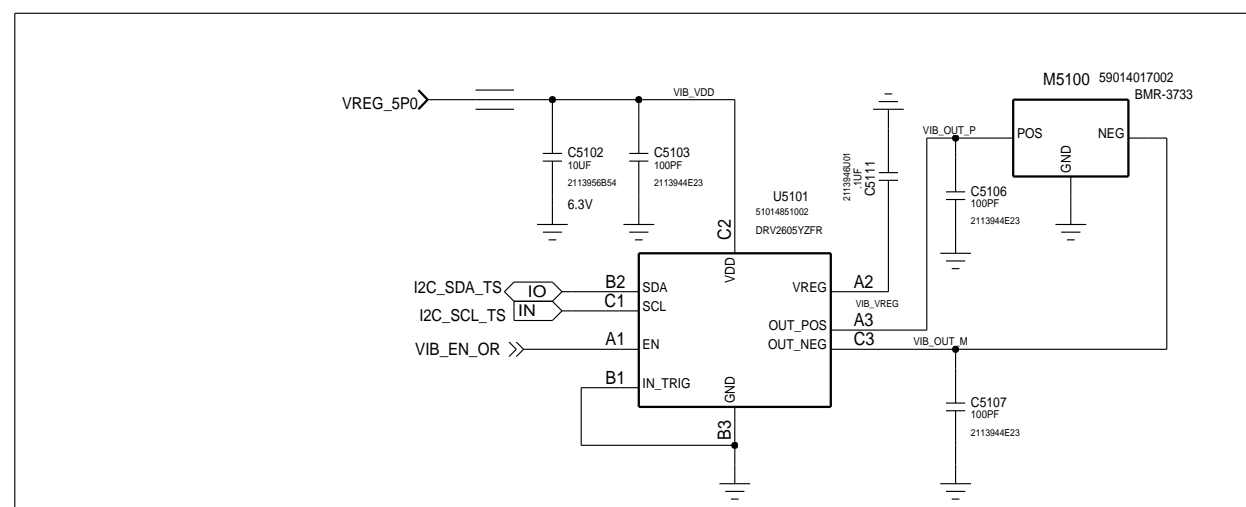 M5100 59014017002
BMR-3733
VREG_5P0
VIB_VDD
VIB_OUT_P
POS
NEG
GND
C5102
10UF
2113956B54
6.3V
C5103
100PF
2113944E23
2113946U01
.1UF
C5111
C5106
100PF
2113944E23
U5101
51014851002
DRV2605YZFR
C2
VDD
I2C_SDA_TS
IO
B2
SDA
I2C_SCL_TS
IN
C1
SCL
VREG
A2
VIB_VREG
OUT_POS
A3
VIB_EN_OR
A1
EN
OUT_NEG
C3
VIB_OUT_M
B1
IN_TRIG
GND
B3
C5107
100PF
2113944E23